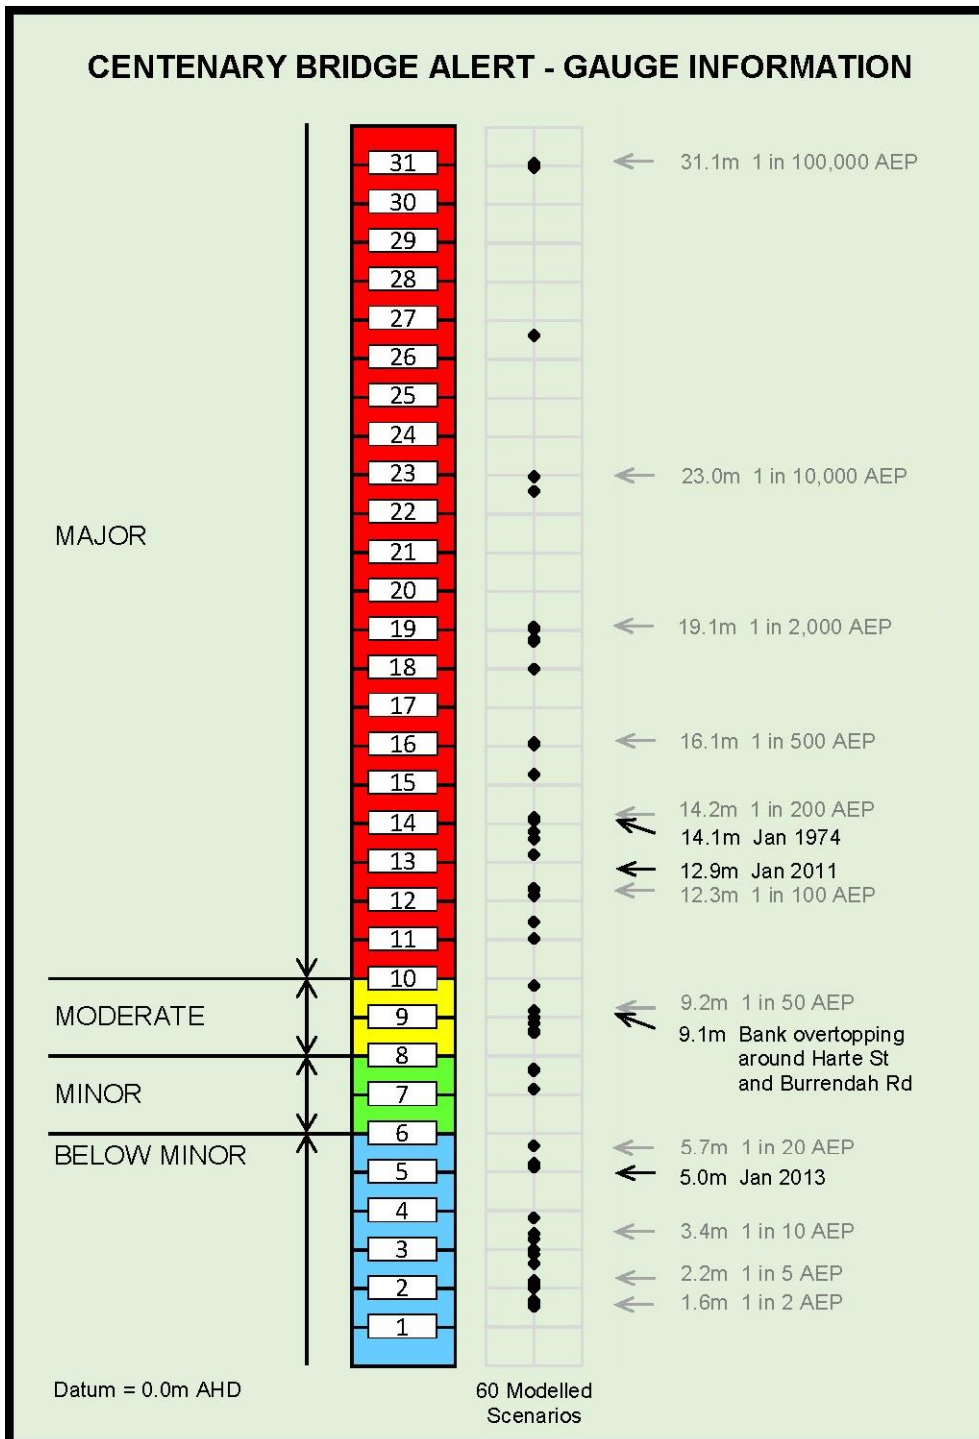 CENTENARY BRIDGE ALERT - GAUGE INFORMATION
31
31.1m 1 in 100,000 AEP
30
29
28
27
26
25
24
23
23.0m 1 in 10,000 AEP
22
MAJOR
21
20
19
19.1m 1 in 2,000 AEP
18
17
16
16.1m 1 in 500 AEP
15
14.2m 1 in 200 AEP
14
14.1m Jan 1974
13
12.9m Jan 2011
12.3m 1 in 100 AEP
12
11
10
9.2m 1 in 50 AEP
MODERATE
9
9.1m Bank overtopping
around Harte St
and Burrendah Rd
8
MINOR
7
6
BELOW MINOR
5.7m 1 in 20 AEP
5
5.0m Jan 2013
4
3.4m 1 in 10 AEP
3
2.2m 1 in 5 AEP
2
1.6m 1 in 2 AEP
1
Datum = 0.0m AHD
60 Modelled
Scenarios